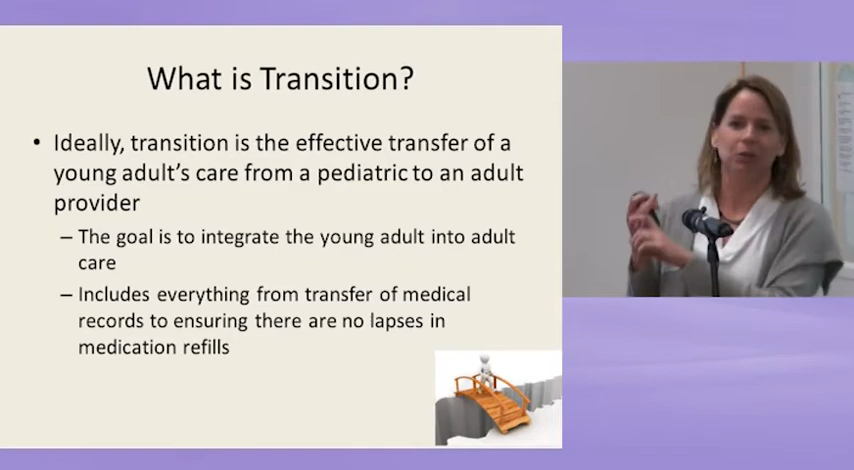 What is Transition?
• Ideally, transition is the effective transfer of a
young adult's care from a pediatric to an adult
provider
– The goal is to integrate the young adult into adult
care
– Includes everything from transfer of medical
records to ensuring there are no lapses in
medication refills